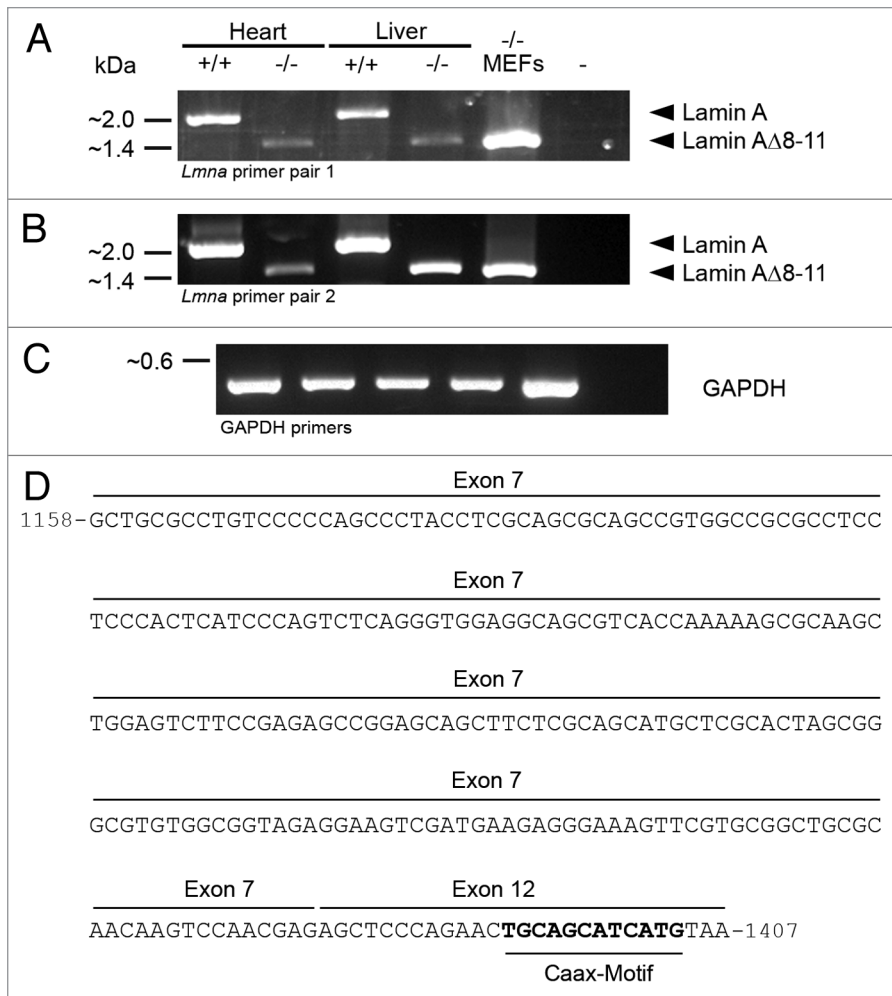 A
Heart
Liver
-/-
kDa
+/+
-/-
+/+
-/-
MEFs
-
~2.0
Lamin A
~1.4
Lamin AΔ8-11
Lmna primer pair 1
B
~2.0
Lamin A
~1.4
Lamin AΔ8-11
Lmna primer pair 2
C
~0.6
GAPDH
GAPDH primers
D
Exon 7
1158-GCTGCGCCTGTCCCCCAGCCCTACCTCGCAGCGCAGCCGTGGCCGCGCCTCC
Exon 7
TCCCACTCATCCCAGTCTCAGGGTGGAGGCAGCGTCACCAAAAAGCGCAAGC
Exon 7
TGGAGTCTTCCGAGAGCCGGAGCAGCTTCTCGCAGCATGCTCGCACTAGCGG
Exon 7
GCGTGTGGCGGTAGAGGAAGTCGATGAAGAGGGAAAGTTCGTGCGGCTGCGC
Exon 7
Exon 12
AACAAGTCCAACGAGAGCTCCCAGAACTGCAGCATCATGTAA-1407
Caax-Motif